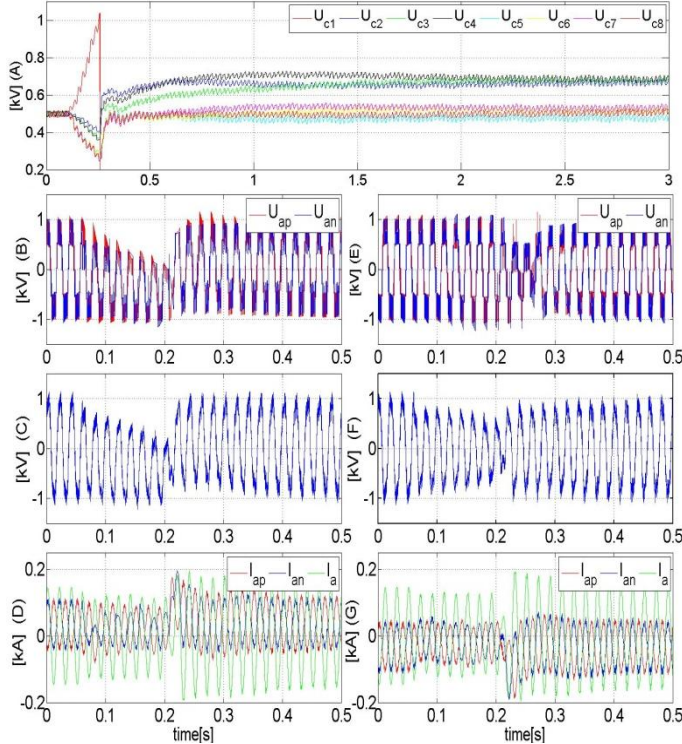 U_c1 U_c2 U_c3 U_c4 U_c5 U_c6 U_c7 U_c8
[kV] (A)
1
0.8
0.6
0.4
0.2
0 0.5 1 1.5 2 2.5 3
U_ap U_an
[kV] (B)
1
0
-1
0 0.1 0.2 0.3 0.4 0.5
U_ap U_an
[kV] (E)
1
0
-1
0 0.1 0.2 0.3 0.4 0.5
[kV] (C)
1
0
-1
0 0.1 0.2 0.3 0.4 0.5
[kV] (F)
1
0
-1
0 0.1 0.2 0.3 0.4 0.5
I_ap I_an I_a
[kA] (D)
0.2
0
-0.2
0 0.1 0.2 0.3 0.4 0.5
time[s]
I_ap I_an I_a
[kA] (G)
0.2
0
-0.2
0 0.1 0.2 0.3 0.4 0.5
time[s]